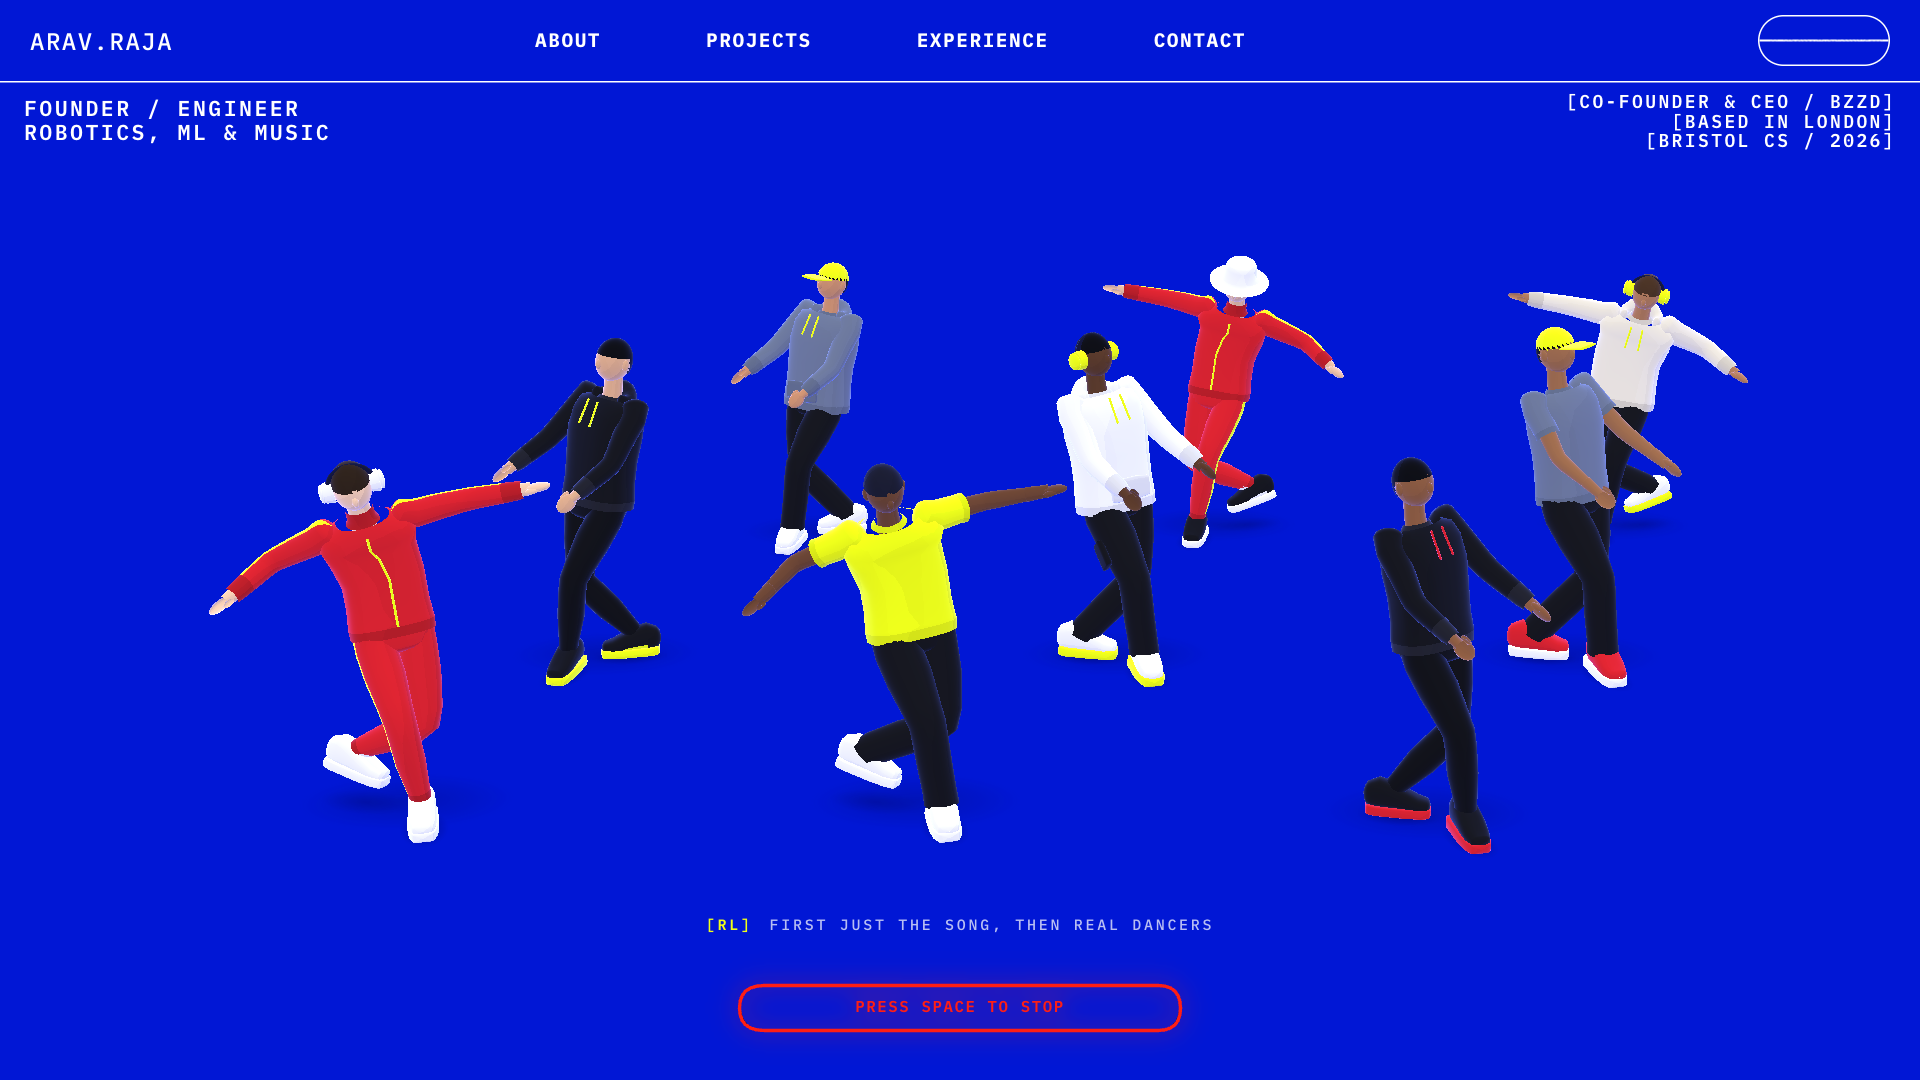 ARAV.RAJA
ABOUT
PROJECTS
EXPERIENCE
CONTACT
FOUNDER / ENGINEER
ROBOTICS, ML & MUSIC
[CO-FOUNDER & CEO / BZZD]
[BASED IN LONDON]
[BRISTOL CS / 2026]
[RL] FIRST JUST THE SONG, THEN REAL DANCERS
PRESS SPACE TO STOP